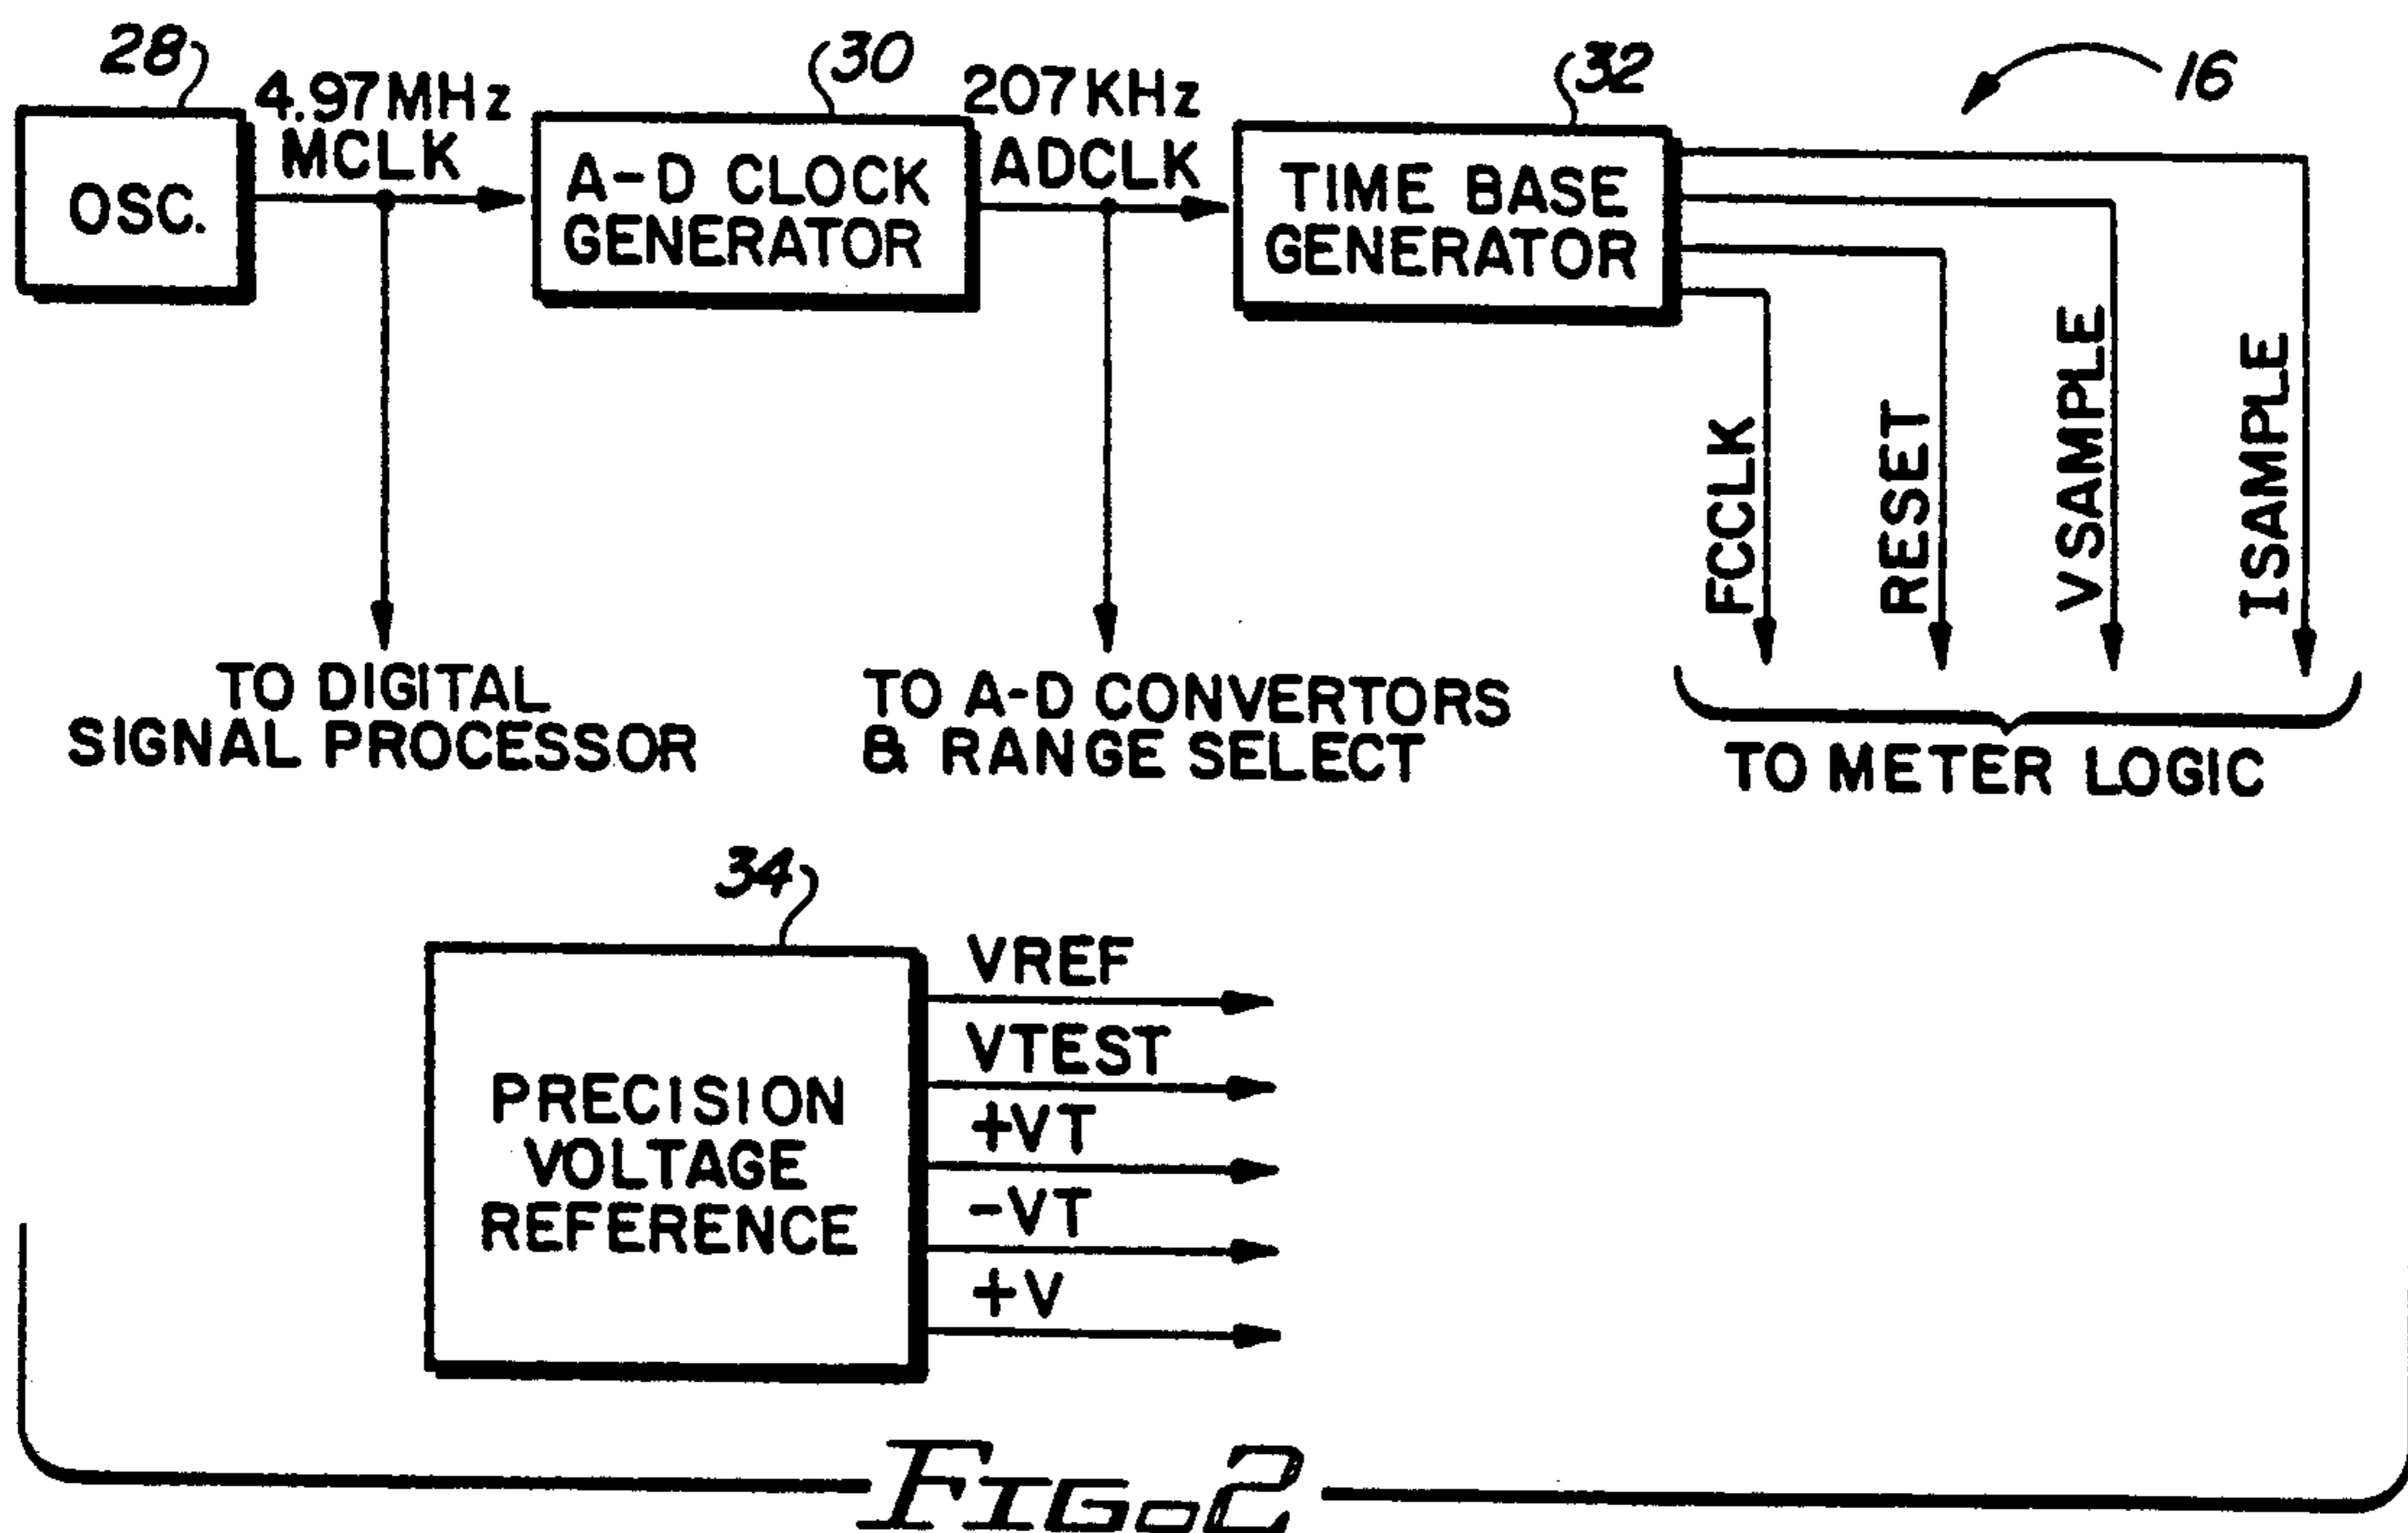 28
4.97MHz
MCLK
OSC.
30
A-D CLOCK
GENERATOR
207KHz
ADCLK
32
TIME BASE
GENERATOR
16
FCCLK
RESET
VSAMPLE
ISAMPLE
TO DIGITAL
SIGNAL PROCESSOR
TO A-D CONVERTORS
& RANGE SELECT
TO METER LOGIC
34
PRECISION
VOLTAGE
REFERENCE
VREF
VTEST
+VT
-VT
+V
FIG. 2